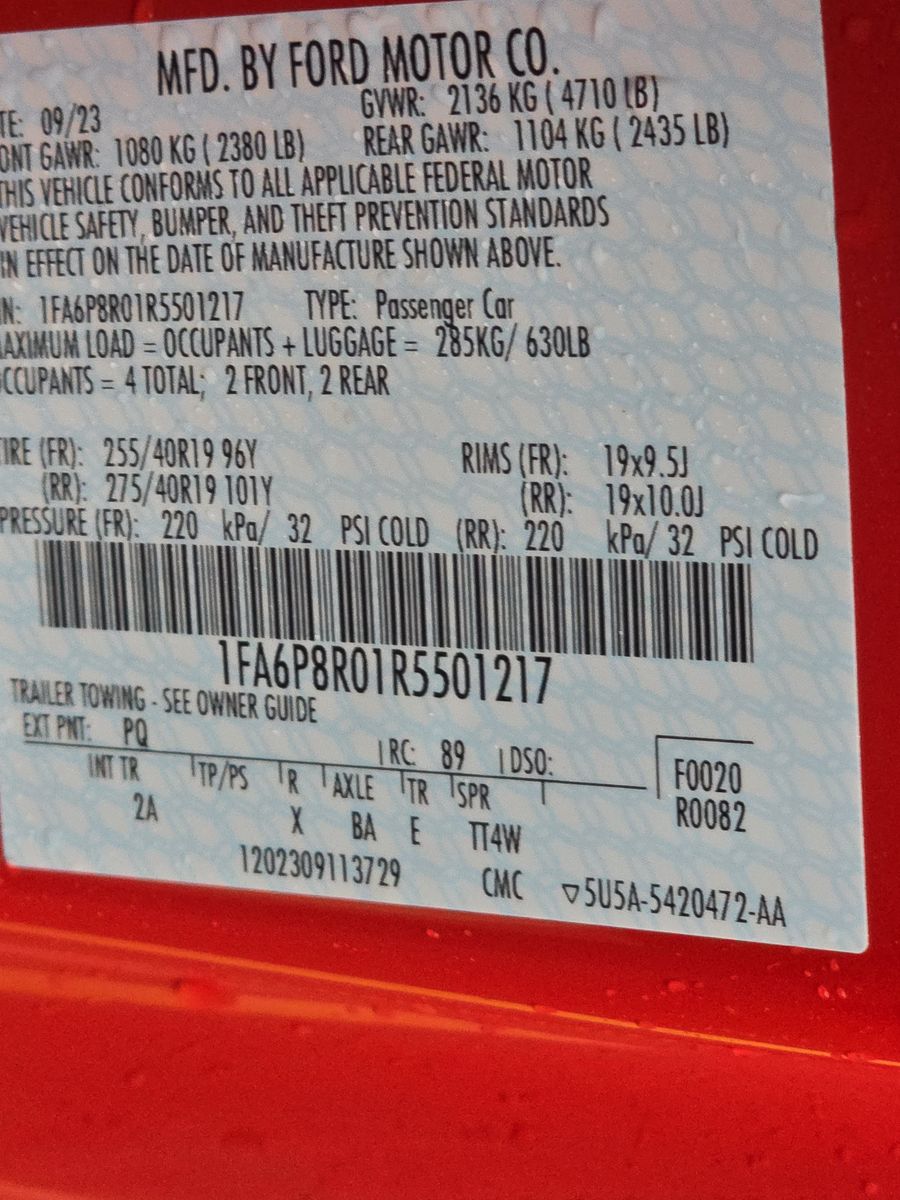 MFD. BY FORD MOTOR CO.
TE: 09/23 GVWR: 2136 KG ( 4710 LB)
ONT GAWR: 1080 KG ( 2380 LB) REAR GAWR: 1104 KG ( 2435 LB)
THIS VEHICLE CONFORMS TO ALL APPLICABLE FEDERAL MOTOR
VEHICLE SAFETY, BUMPER, AND THEFT PREVENTION STANDARDS
IN EFFECT ON THE DATE OF MANUFACTURE SHOWN ABOVE.
IN: 1FA6P8R01R5501217 TYPE: Passenger Car
AXIMUM LOAD = OCCUPANTS + LUGGAGE = 285KG/ 630LB
CCUPANTS = 4 TOTAL; 2 FRONT, 2 REAR
TIRE (FR): 255/40R19 96Y RIMS (FR): 19x9.5J
(RR): 275/40R19 101Y (RR): 19x10.0J
PRESSURE (FR): 220 kPa/ 32 PSI COLD (RR): 220 kPa/ 32 PSI COLD
1FA6P8R01R5501217
TRAILER TOWING - SEE OWNER GUIDE
EXT PNT: PQ RC: 89 DSO: F0020
INT TR TP/PS R AXLE TR SPR R0082
2A X BA E TT4W
1202309113729 CMC ▽5U5A-5420472-AA